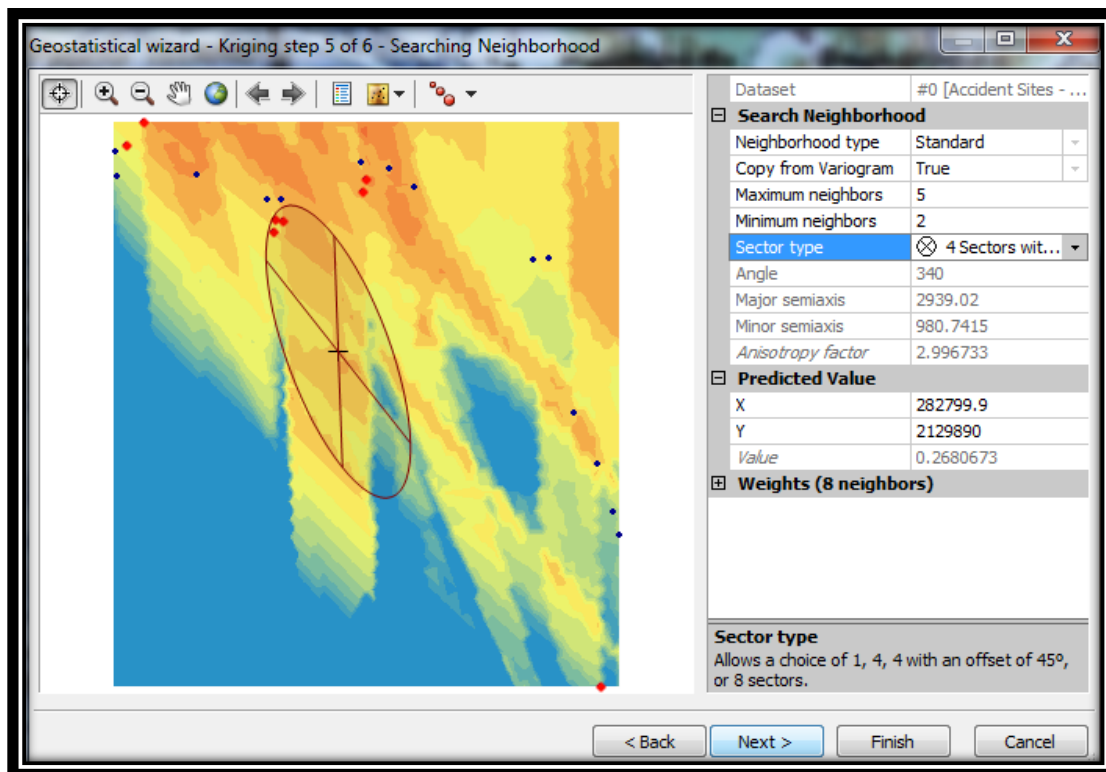 Geostatistical wizard - Kriging step 5 of 6 - Searching Neighborhood
Dataset #0 [Accident Sites - ...
Search Neighborhood
Neighborhood type Standard
Copy from Variogram True
Maximum neighbors 5
Minimum neighbors 2
Sector type 4 Sectors wit...
Angle 340
Major semiaxis 2939.02
Minor semiaxis 980.7415
Anisotropy factor 2.996733
Predicted Value
X 282799.9
Y 2129890
Value 0.2680673
Weights (8 neighbors)
Sector type
Allows a choice of 1, 4, 4 with an offset of 45º,
or 8 sectors.
< Back Next > Finish Cancel